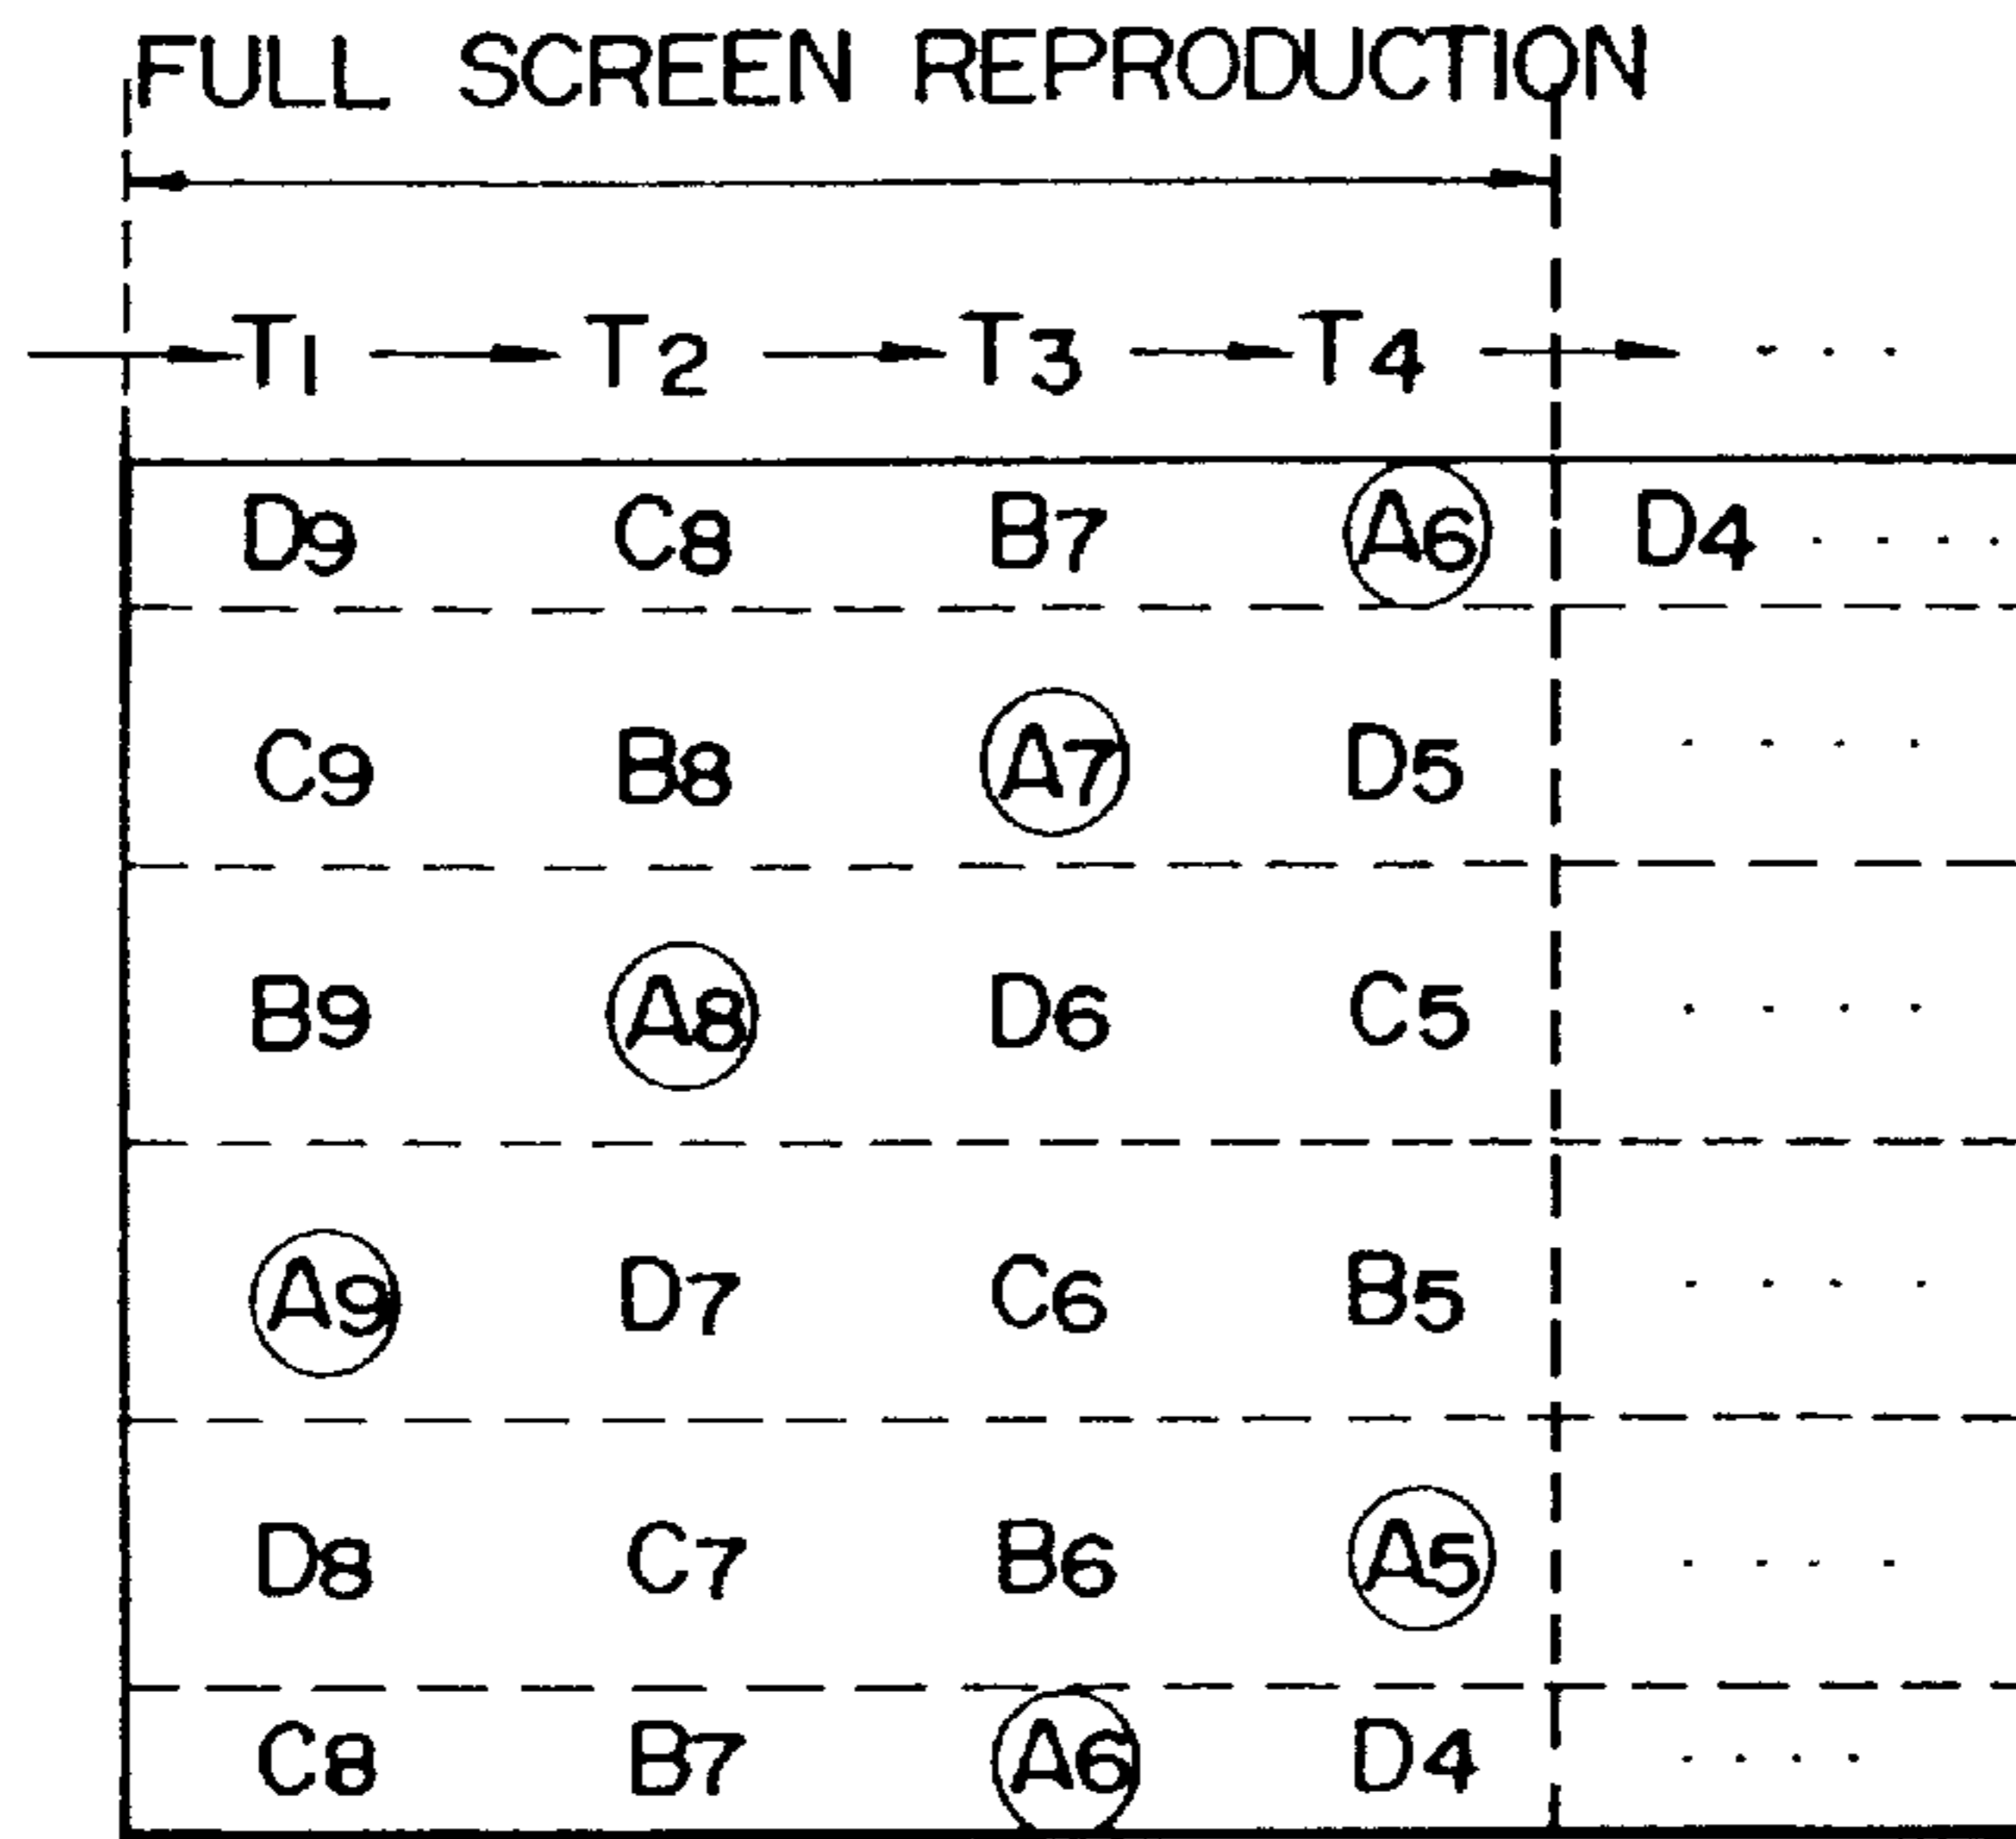 FULL SCREEN REPRODUCTION
T1 T2 T3 T4 . . .
D9 C8 B7 A6 D4 . . . .
C9 B8 A7 D5 . . . .
B9 A8 D6 C5 . . . .
A9 D7 C6 B5 . . . .
D8 C7 B6 A5 . . . .
C8 B7 A6 D4 . . . .